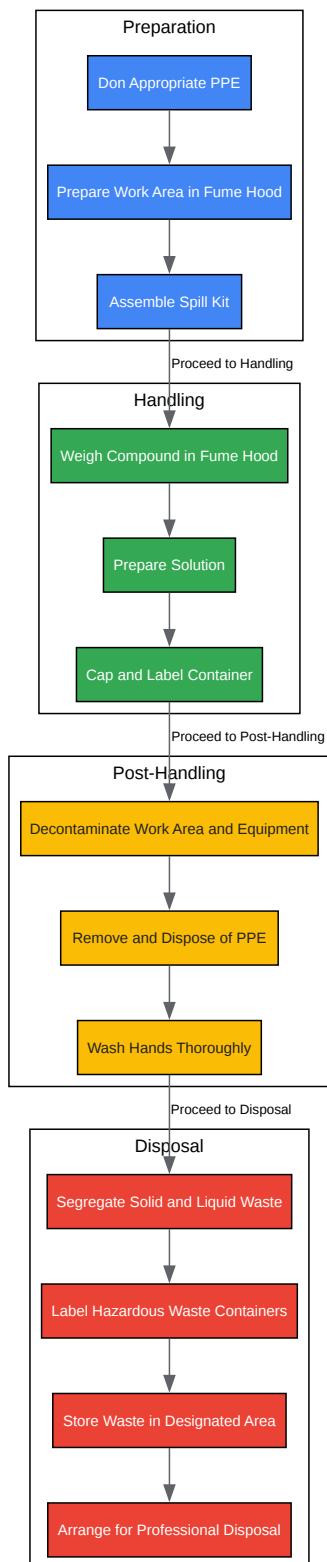 Preparation
Don Appropriate PPE
Prepare Work Area in Fume Hood
Assemble Spill Kit
Proceed to Handling
Handling
Weigh Compound in Fume Hood
Prepare Solution
Cap and Label Container
Proceed to Post-Handling
Post-Handling
Decontaminate Work Area and Equipment
Remove and Dispose of PPE
Wash Hands Thoroughly
Proceed to Disposal
Disposal
Segregate Solid and Liquid Waste
Label Hazardous Waste Containers
Store Waste in Designated Area
Arrange for Professional Disposal